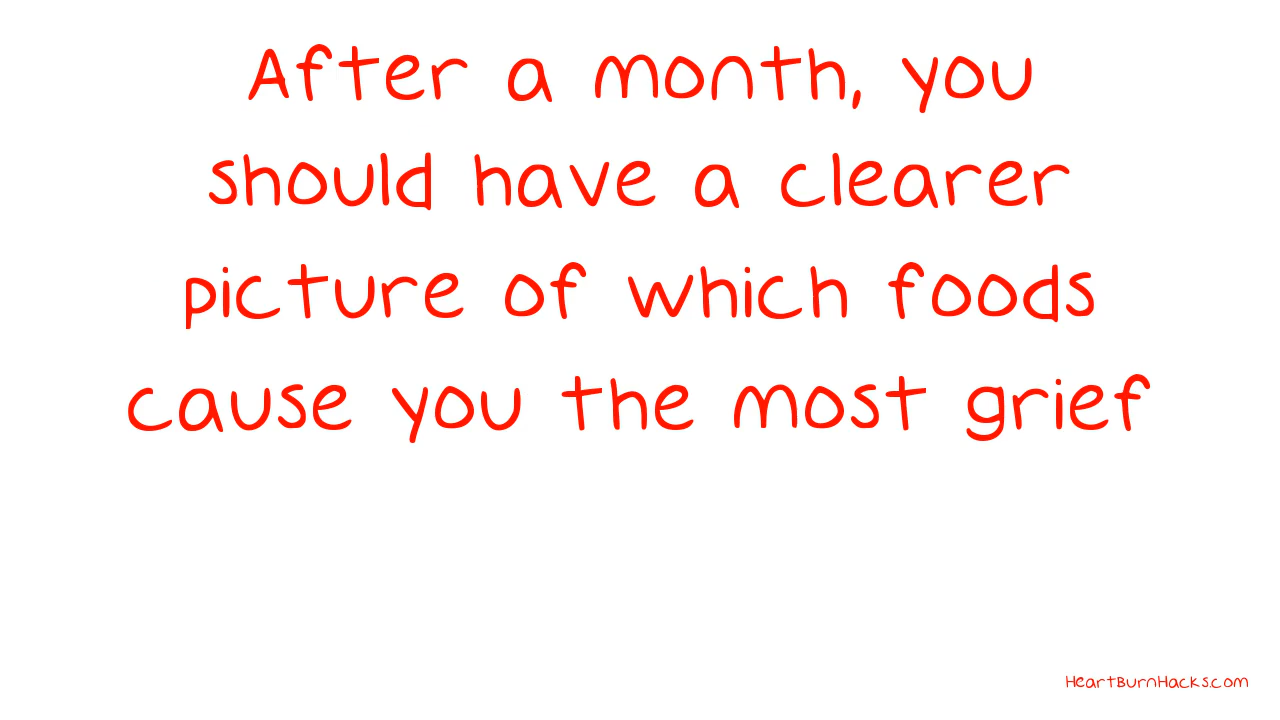 After a month, you
should have a clearer
picture of which foods
cause you the most grief
HeartBurnHacks.com